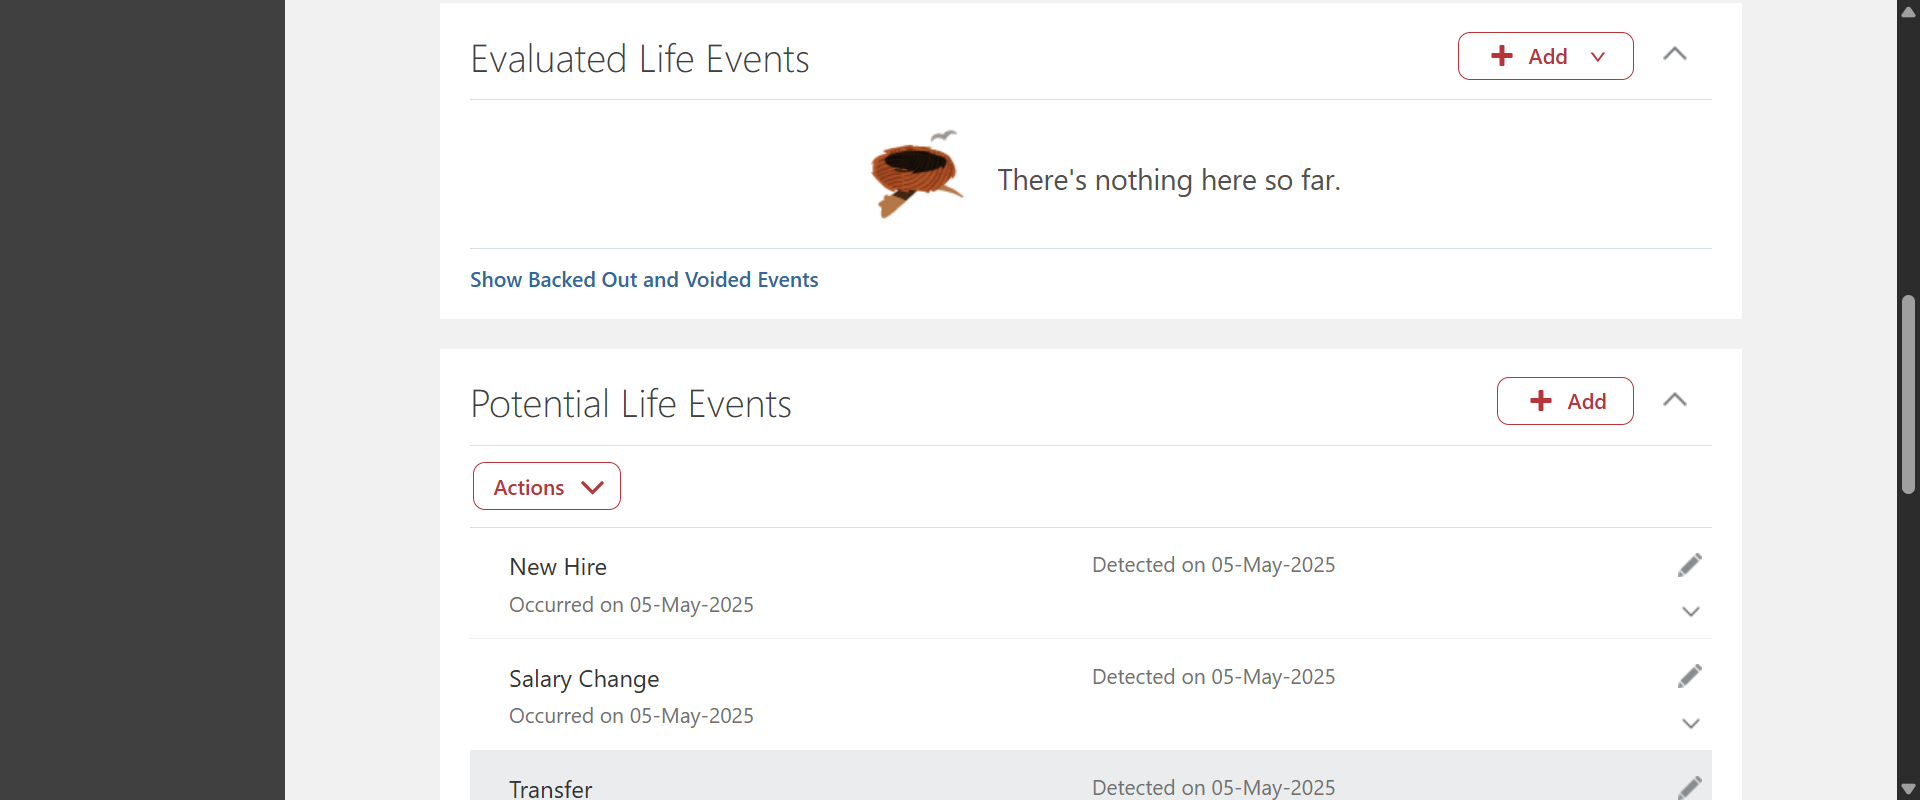 Evaluated Life Events
Add
There's nothing here so far.
Show Backed Out and Voided Events
Potential Life Events
Add
Actions
New Hire
Detected on 05-May-2025
Occurred on 05-May-2025
Salary Change
Detected on 05-May-2025
Occurred on 05-May-2025
Transfer
Detected on 05-May-2025